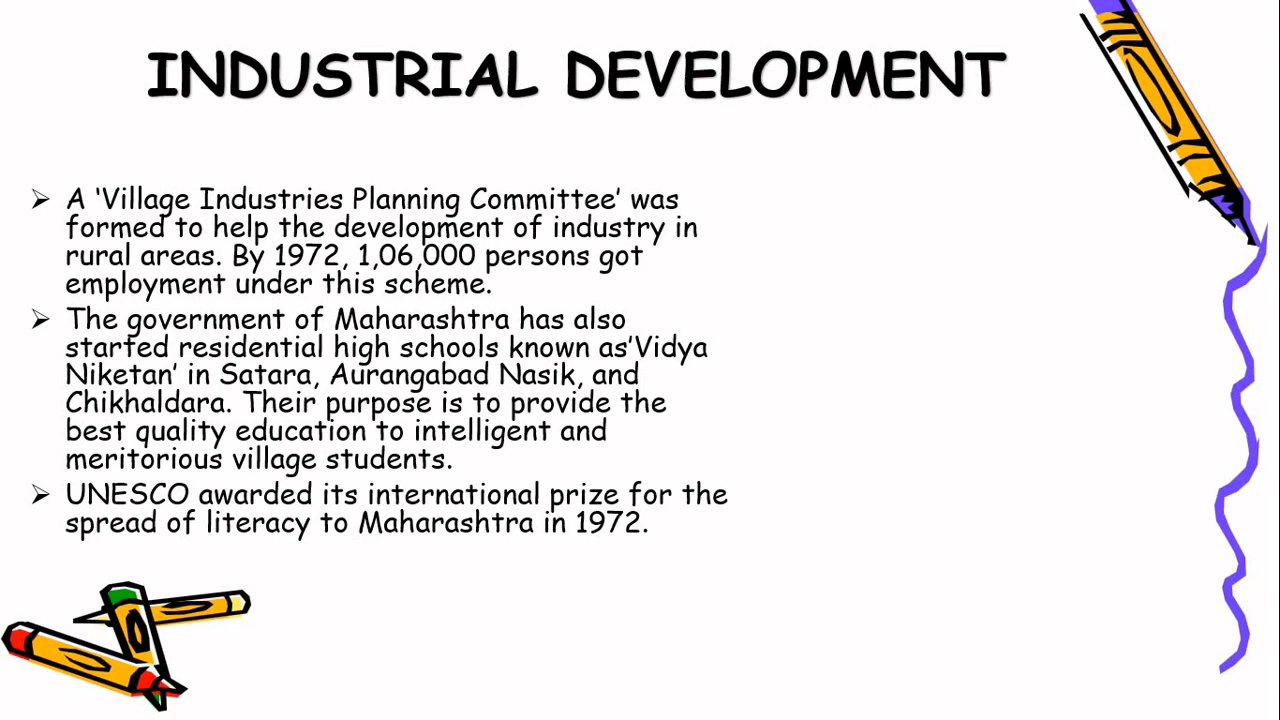 INDUSTRIAL DEVELOPMENT
A ‘Village Industries Planning Committee’ was
formed to help the development of industry in
rural areas. By 1972, 1,06,000 persons got
employment under this scheme.
The government of Maharashtra has also
started residential high schools known as‘Vidya
Niketan’ in Satara, Aurangabad Nasik, and
Chikhaldara. Their purpose is to provide the
best quality education to intelligent and
meritorious village students.
UNESCO awarded its international prize for the
spread of literacy to Maharashtra in 1972.